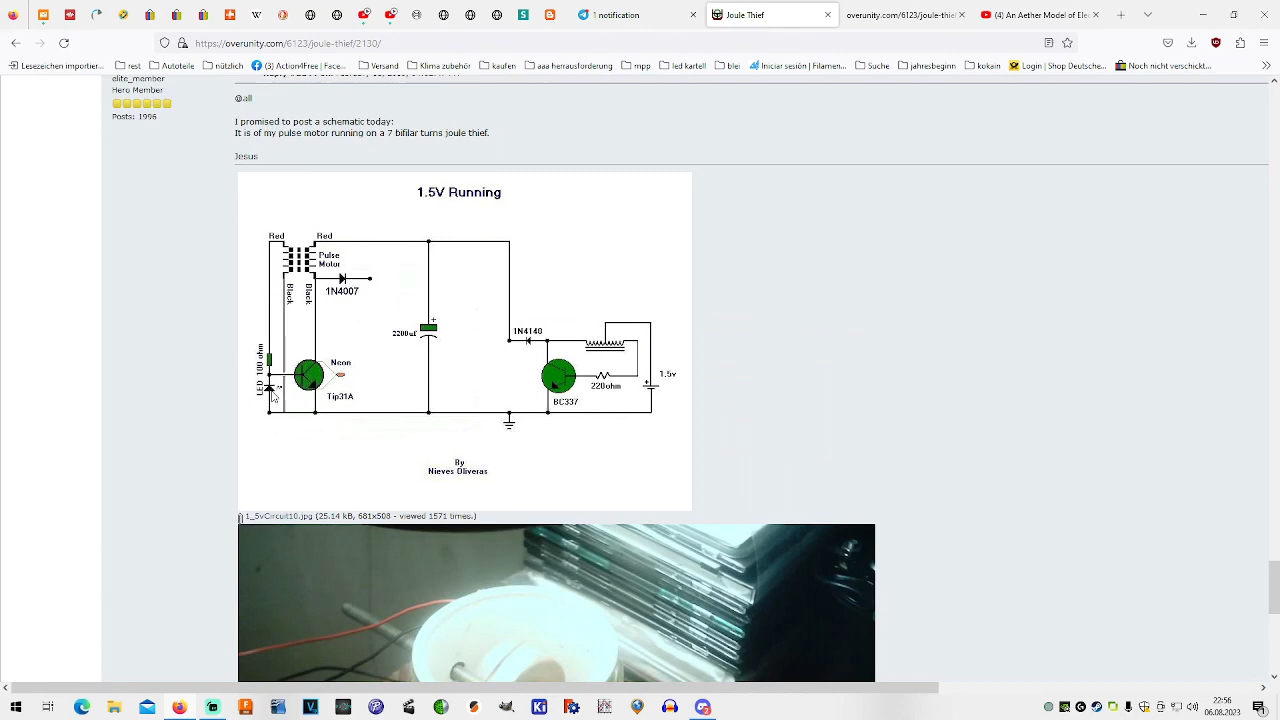 1 notification
Joule Thief
overunity.com/6123/joule-thie
(4) An Aether Model of
https://overunity.com/6123/joule-thief/2130/
Lesezeichen importier...
rest
Autoteile
nützlich
(3) Action4Free | Face...
Versand
Klima zubehör
kaufen
aaa herausforderung
mpp
led kartell
blei
Iniciar sesión | Flamen...
Suche
jahresbeginn
kokain
Login | Shop Deutsche...
Noch nicht verschickt...
elite_member
Hero Member
Posts: 1996
@all
I promised to post a schematic today:
It is of my pulse motor running on a 7 bifilar turns joule thief.
Jesus
1.5V Running
Red
Red
Pulse
Motor
Black
Black
1N4007
2200uf
+
1N4148
100 ohm
LED
Neon
Tip31A
220ohm
BC337
+
1.5v
By
Nieves Oliveras
1_5vCircuit10.jpg (25.14 kB, 681x508 - viewed 1571 times.)
22:56
06.09.2023